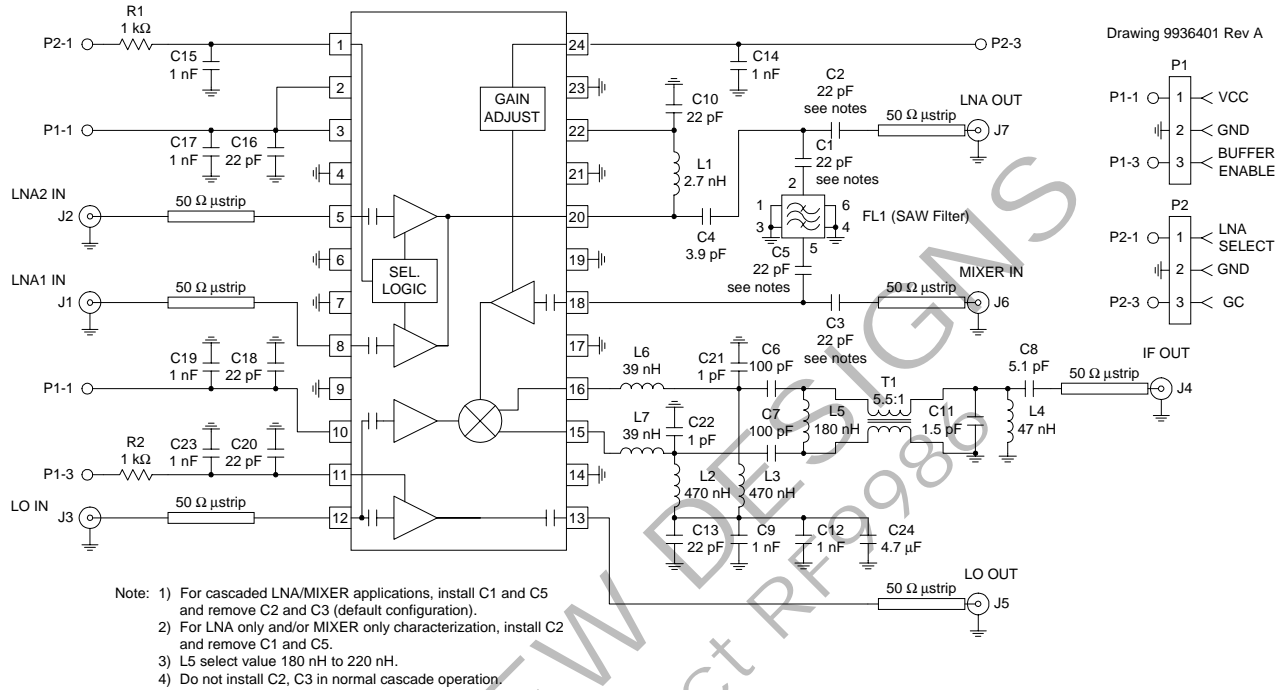 Drawing 9936401 Rev A
R1
1 kΩ
P2-1
C15
1 nF
1
24
P2-3
C14
1 nF
2
23
GAIN
ADJUST
C10
22 pF
C2
22 pF
see notes
LNA OUT
50 Ω µstrip
J7
P1-1
3
22
C17
1 nF
C16
22 pF
L1
2.7 nH
C1
22 pF
see notes
4
21
LNA2 IN
J2
50 Ω µstrip
5
20
C4
3.9 pF
2
1
3
6
4
5
FL1 (SAW Filter)
C5
22 pF
see notes
6
19
SEL.
LOGIC
LNA1 IN
J1
50 Ω µstrip
7
18
MIXER IN
50 Ω µstrip
J6
C3
22 pF
see notes
8
17
C19
1 nF
C18
22 pF
P1-1
9
16
L6
39 nH
C21
1 pF
C6
100 pF
T1
5.5:1
C8
5.1 pF
IF OUT
50 Ω µstrip
J4
10
15
L7
39 nH
C22
1 pF
C7
100 pF
L5
180 nH
C11
1.5 pF
L4
47 nH
R2
1 kΩ
C23
1 nF
C20
22 pF
P1-3
11
14
L2
470 nH
L3
470 nH
LO IN
J3
50 Ω µstrip
12
13
C13
22 pF
C9
1 nF
C12
1 nF
C24
4.7 µF
LO OUT
50 Ω µstrip
J5
P1
P1-1
1
VCC
2
GND
P1-3
3
BUFFER
ENABLE
P2
P2-1
1
LNA
SELECT
2
GND
P2-3
3
GC
Note: 1) For cascaded LNA/MIXER applications, install C1 and C5
and remove C2 and C3 (default configuration).
2) For LNA only and/or MIXER only characterization, install C2
and remove C1 and C5.
3) L5 select value 180 nH to 220 nH.
4) Do not install C2, C3 in normal cascade operation.
EW DESIGNS
ct RF9986